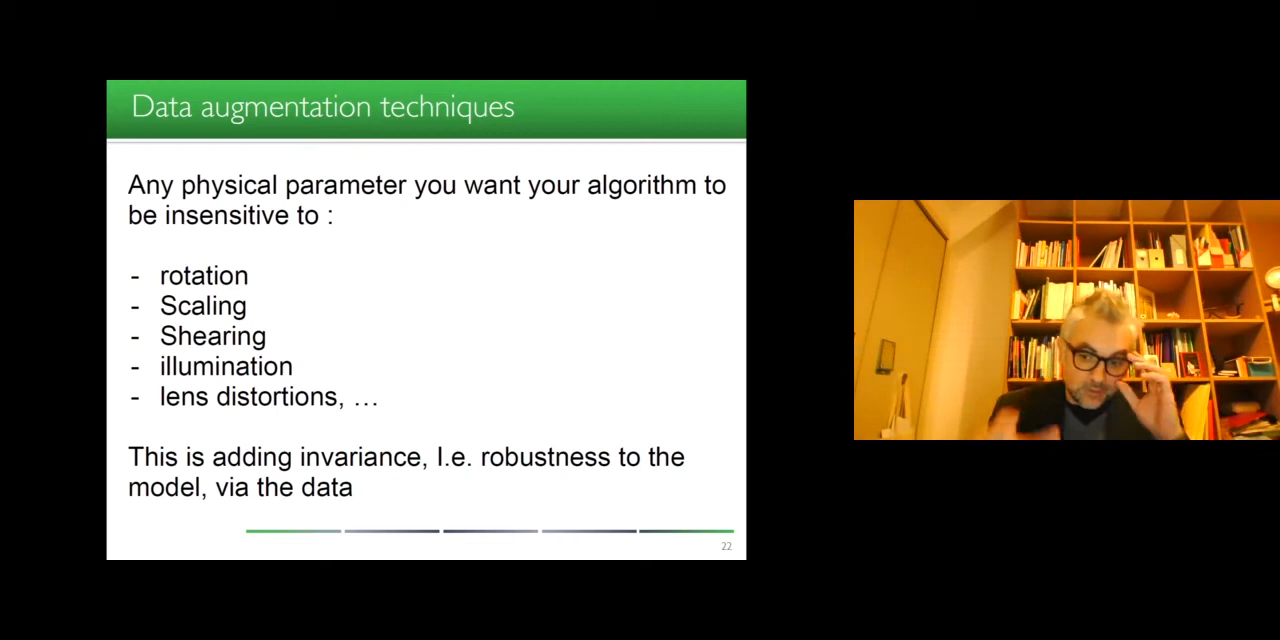 Data augmentation techniques
Any physical parameter you want your algorithm to
be insensitive to :
- rotation
- Scaling
- Shearing
- illumination
- lens distortions, …
This is adding invariance, I.e. robustness to the
model, via the data
22